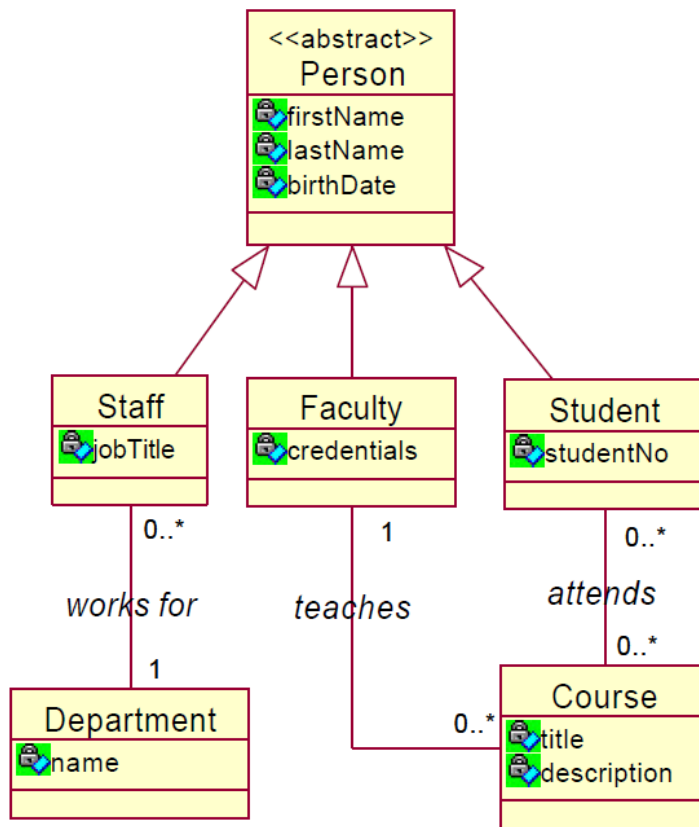 <<abstract>>
Person
firstName
lastName
birthDate
Staff
jobTitle
Faculty
credentials
Student
studentNo
0..*
1
0..*
works for
teaches
attends
1
0..*
0..*
Department
name
Course
title
description